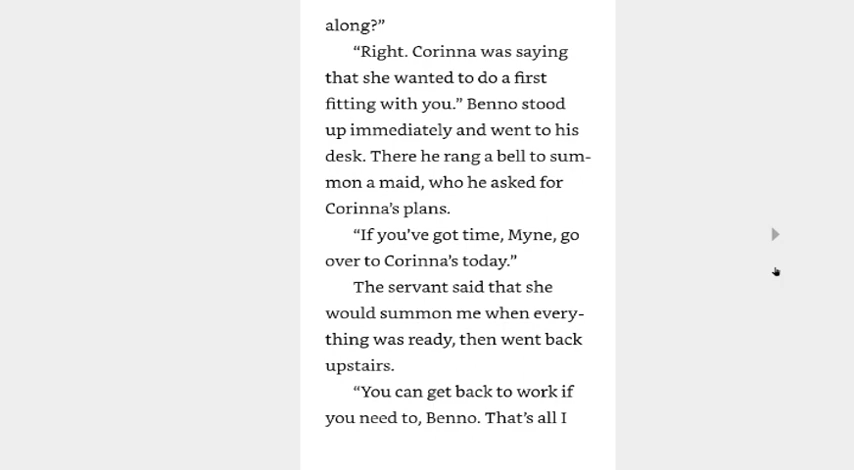 along?”
“Right. Corinna was saying
that she wanted to do a first
fitting with you.” Benno stood
up immediately and went to his
desk. There he rang a bell to sum-
mon a maid, who he asked for
Corinna’s plans.
“If you’ve got time, Myne, go
over to Corinna’s today.”
The servant said that she
would summon me when every-
thing was ready, then went back
upstairs.
“You can get back to work if
you need to, Benno. That’s all I